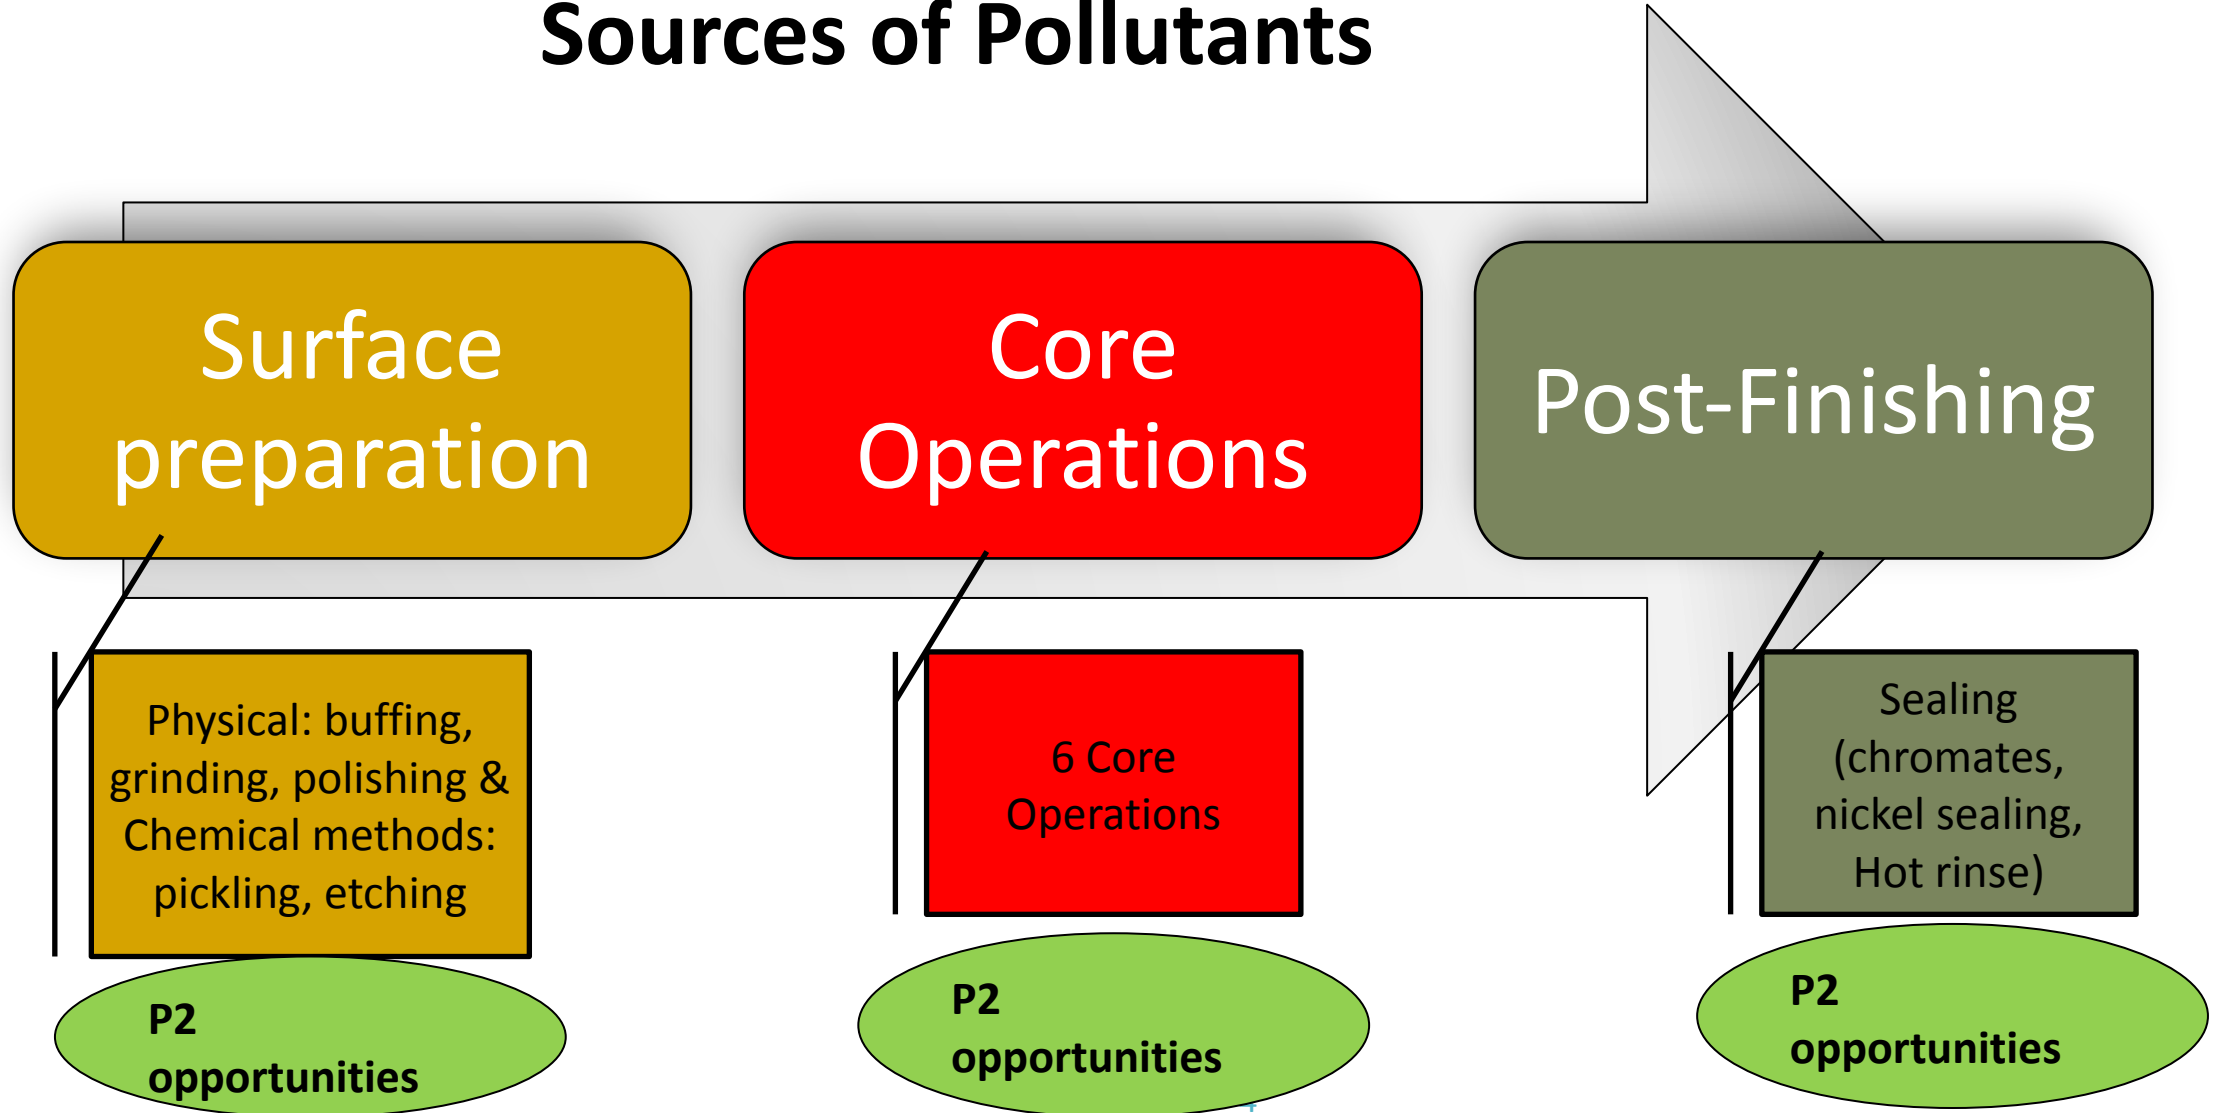 Sources of Pollutants
Surface
preparation
Core
Operations
Post-Finishing
Physical: buffing,
grinding, polishing &
Chemical methods:
pickling, etching
6 Core
Operations
Sealing
(chromates,
nickel sealing,
Hot rinse)
P2
opportunities
P2
opportunities
P2
opportunities